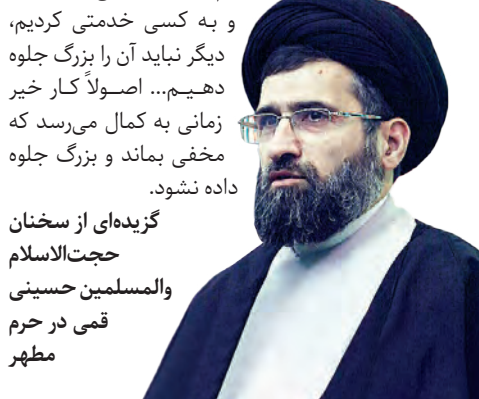 و به کسی خدمتی کردیم،
دیگر نباید آن را بزرگ جلوه
دهـیـم... اصـولاً کـار خیر
زمانی به کمال می‌رسد که
مخفی بماند و بزرگ جلوه
داده نشود.
گزیده‌ای از سخنان
حجت‌الاسلام
والمسلمین حسینی
قمی در حرم
مطهر